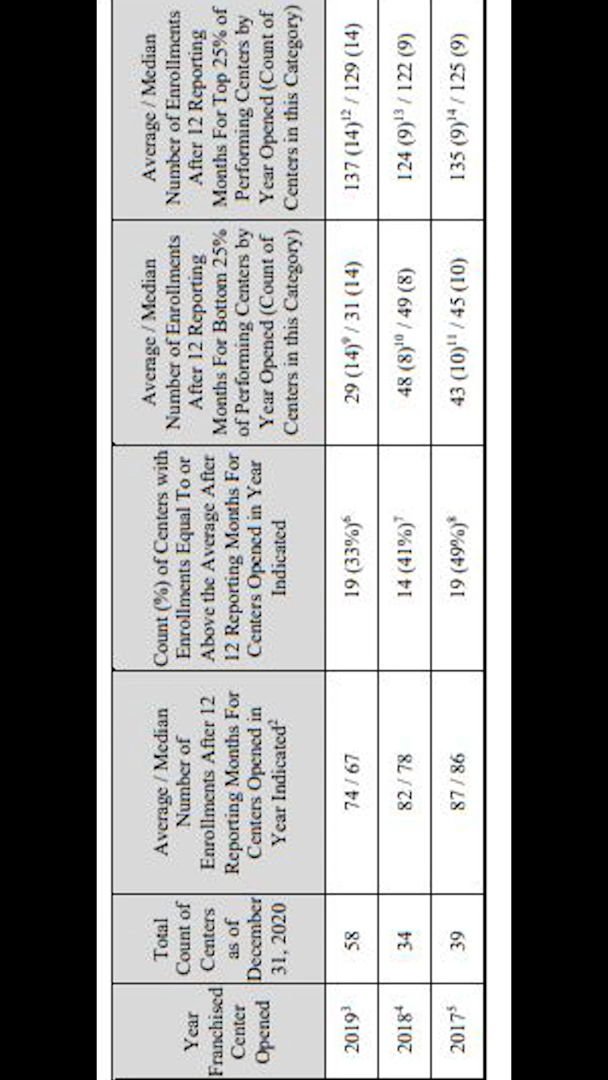 Year
Franchised
Center
Opened
Total
Count of
Centers
as of
December
31, 2020
Average / Median
Number of
Enrollments After 12
Reporting Months For
Centers Opened in
Year Indicated²
Count (%) of Centers with
Enrollments Equal To or
Above the Average After
12 Reporting Months For
Centers Opened in Year
Indicated
Average / Median
Number of Enrollments
After 12 Reporting
Months For Bottom 25%
of Performing Centers by
Year Opened (Count of
Centers in this Category)
Average / Median
Number of Enrollments
After 12 Reporting
Months For Top 25% of
Performing Centers by
Year Opened (Count of
Centers in this Category)
2019³ 58 74 / 67 19 (33%)⁶ 29 (14)⁹ / 31 (14) 137 (14)¹² / 129 (14)
2018⁴ 34 82 / 78 14 (41%)⁷ 48 (8)¹⁰ / 49 (8) 124 (9)¹³ / 122 (9)
2017⁵ 39 87 / 86 19 (49%)⁸ 43 (10)¹¹ / 45 (10) 135 (9)¹⁴ / 125 (9)